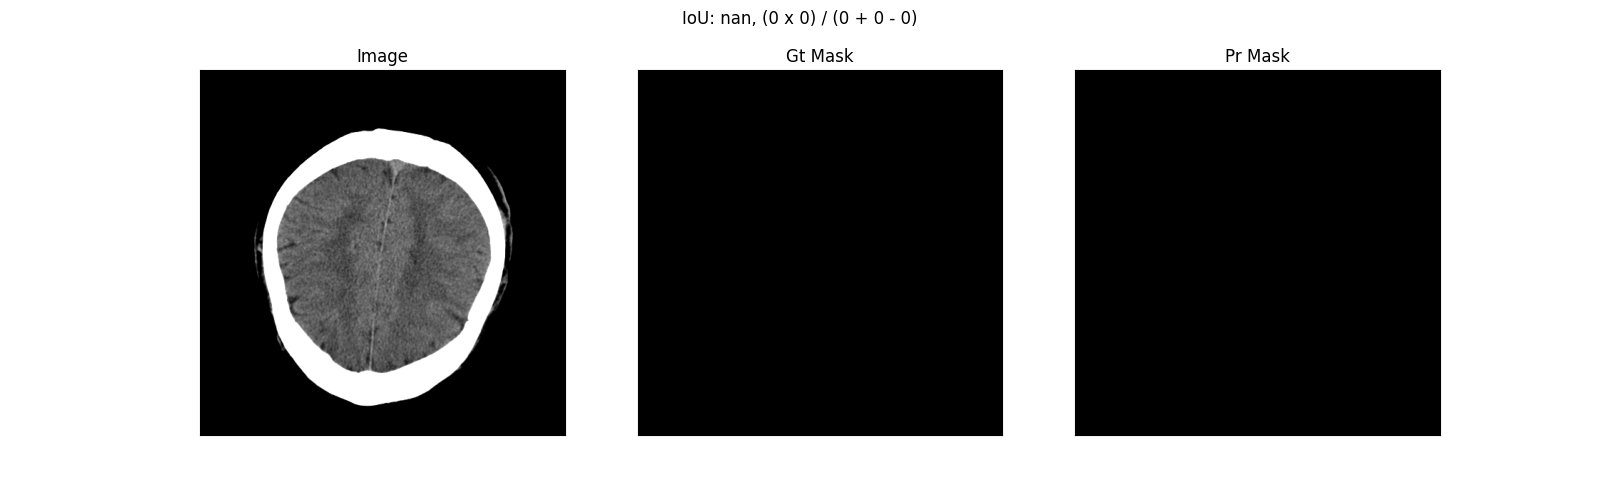 IoU: nan, (0 x 0) / (0 + 0 - 0)
Image
Gt Mask
Pr Mask